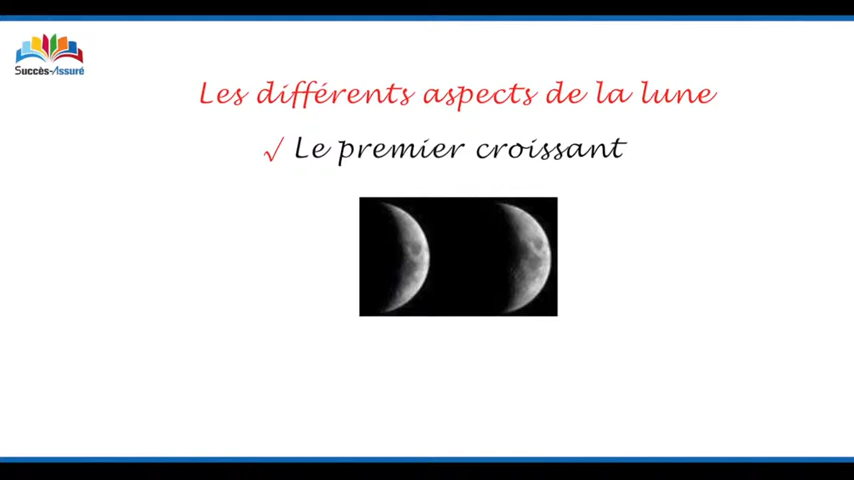 Succès-Assuré
Les différents aspects de la lune
√ Le premier croissant